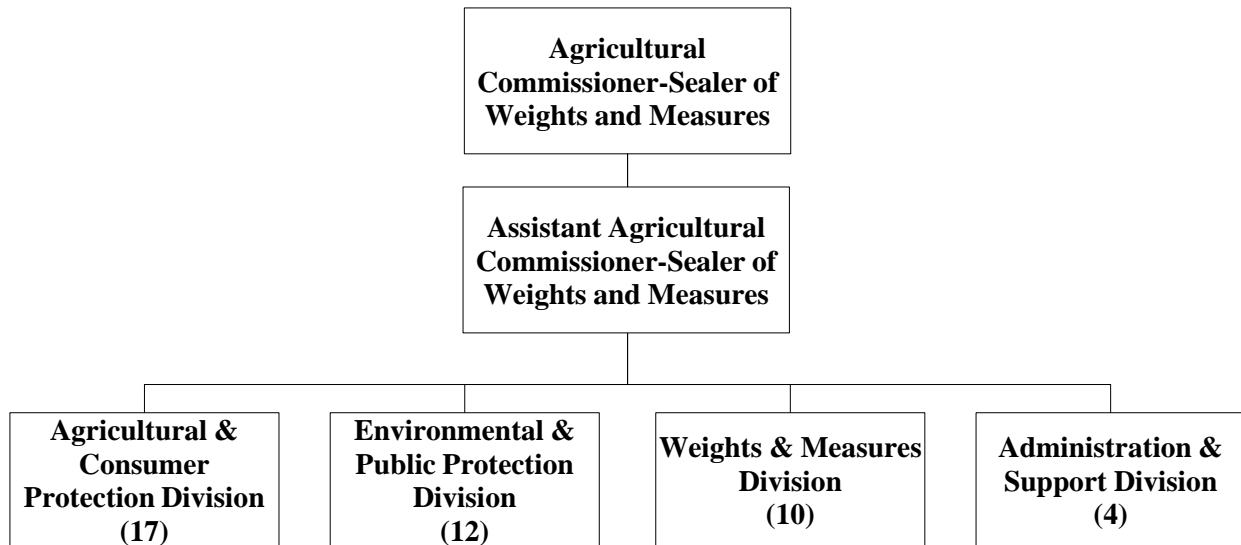 Agricultural
Commissioner-Sealer of
Weights and Measures
Assistant Agricultural
Commissioner-Sealer of
Weights and Measures
Agricultural &
Consumer
Protection Division
(17)
Environmental &
Public Protection
Division
(12)
Weights & Measures
Division
(10)
Administration &
Support Division
(4)